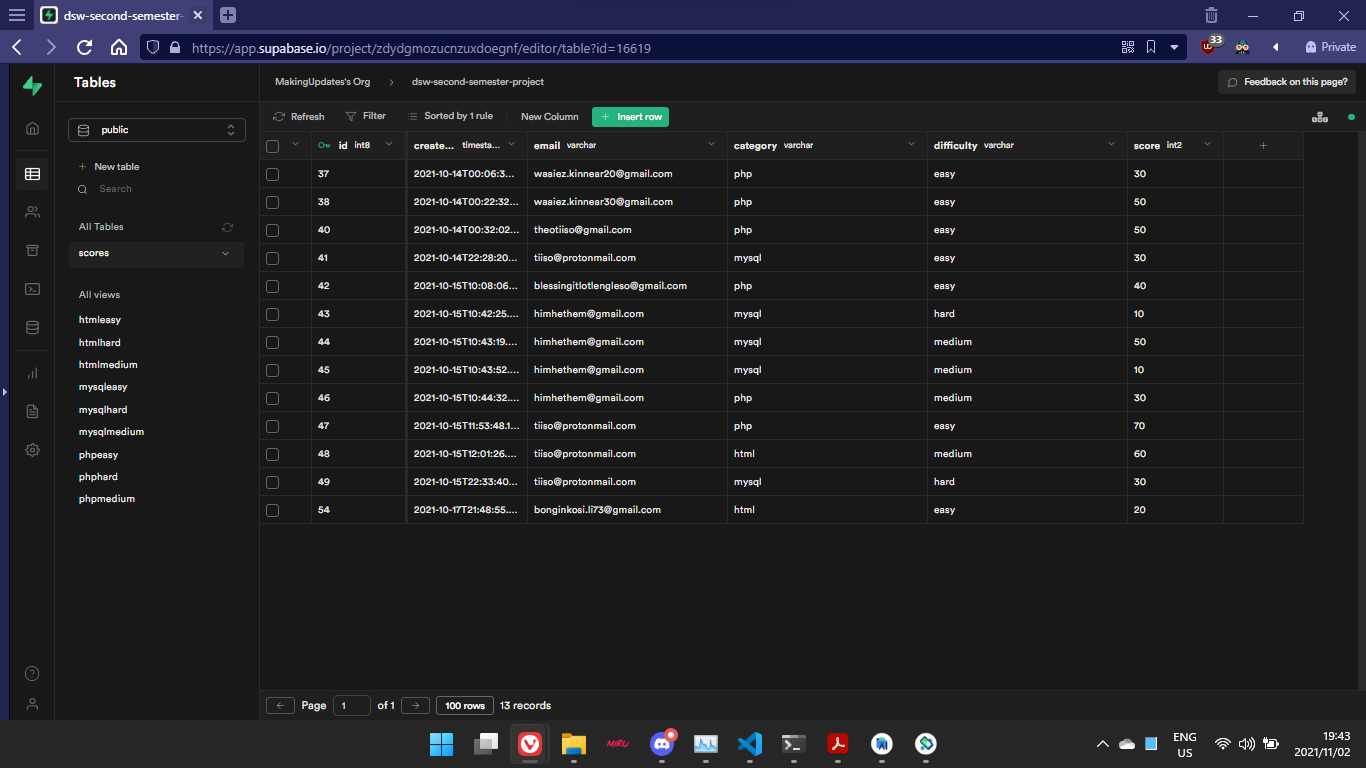 dsw-second-semester-
https://app.supabase.io/project/zdydgmozucnzuxdoegnf/editor/table?id=16619
33
Private
Tables
MakingUpdates's Org > dsw-second-semester-project
Feedback on this page?
public
Refresh Filter Sorted by 1 rule New Column + Insert row
New table
Search
All Tables
scores
All views
htmleasy
htmlhard
htmlmedium
mysqleasy
mysqlhard
mysqlmedium
phpeasy
phphard
phpmedium
id int8 create... timesta... email varchar category varchar difficulty varchar score int2 +
37 2021-10-14T00:06:3... waaiez.kinnear20@gmail.com php easy 30
38 2021-10-14T00:22:32... waaiez.kinnear30@gmail.com php easy 50
40 2021-10-14T00:32:02... theotiiso@gmail.com php easy 50
41 2021-10-14T22:28:20... tiiso@protonmail.com mysql easy 30
42 2021-10-15T10:08:06... blessingitlotlengleso@gmail.com php easy 40
43 2021-10-15T10:42:25.... himhethem@gmail.com mysql hard 10
44 2021-10-15T10:43:19.... himhethem@gmail.com mysql medium 50
45 2021-10-15T10:43:52.... himhethem@gmail.com mysql medium 10
46 2021-10-15T10:44:32.... himhethem@gmail.com php medium 30
47 2021-10-15T11:53:48.1... tiiso@protonmail.com php easy 70
48 2021-10-15T12:01:26.... tiiso@protonmail.com html medium 60
49 2021-10-15T22:33:40... tiiso@protonmail.com mysql hard 30
54 2021-10-17T21:48:55.... bonginkosi.li73@gmail.com html easy 20
Page 1 of 1 100 rows 13 records
MiRU
ENG
US
19:43
2021/11/02